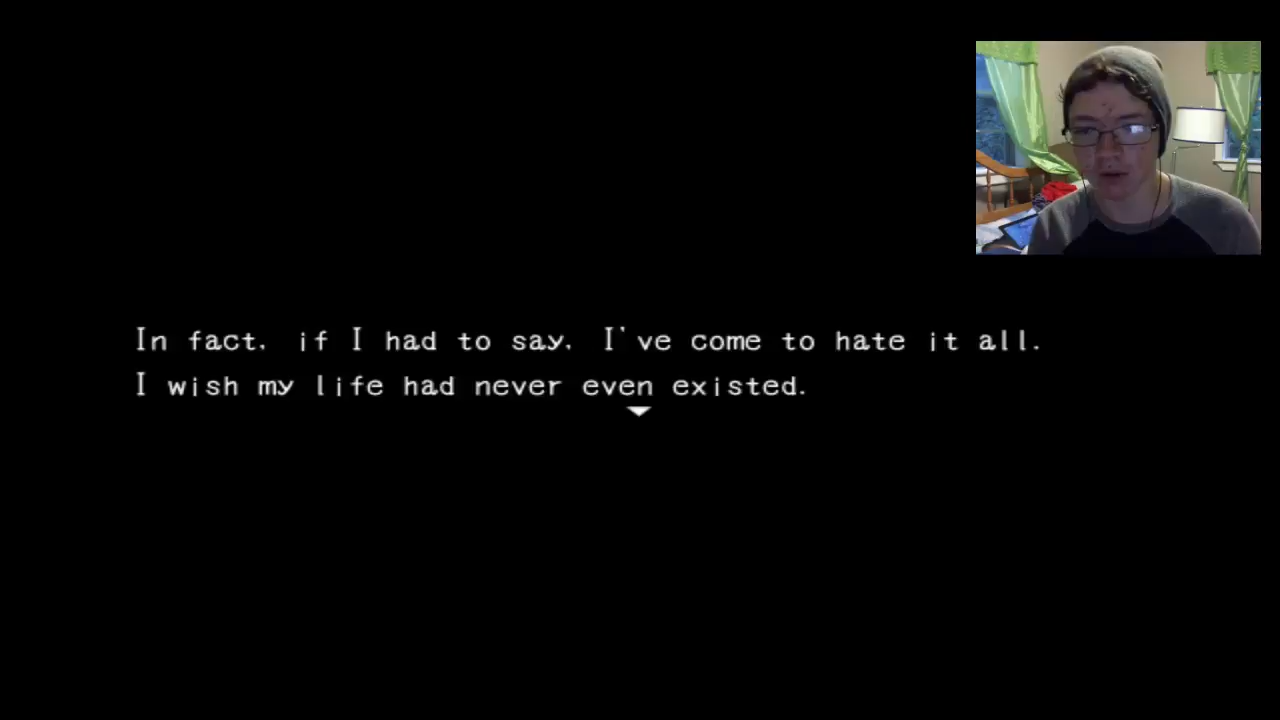 In fact, if I had to say, I've come to hate it all.
I wish my life had never even existed.